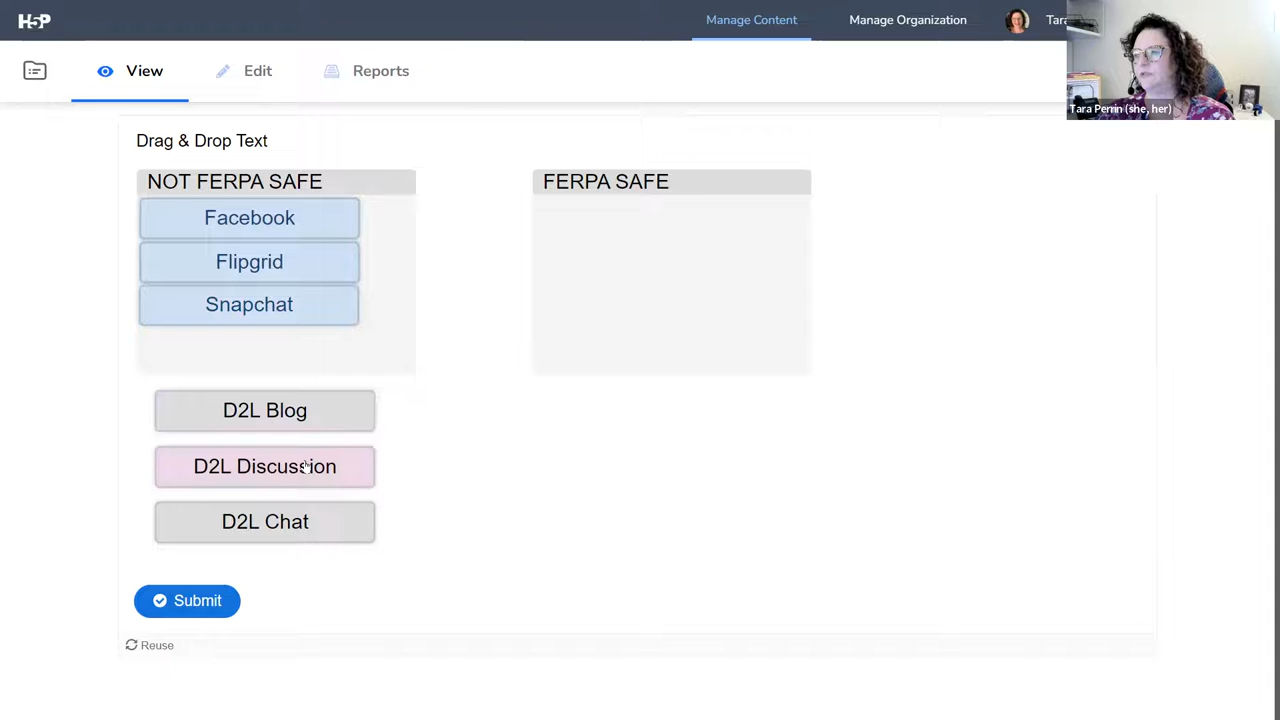 H5P
Manage Content
Manage Organization
Tara
View
Edit
Reports
Tara Perrin (she, her)
Drag & Drop Text
NOT FERPA SAFE
FERPA SAFE
Facebook
Flipgrid
Snapchat
D2L Blog
D2L Discussion
D2L Chat
Submit
Reuse